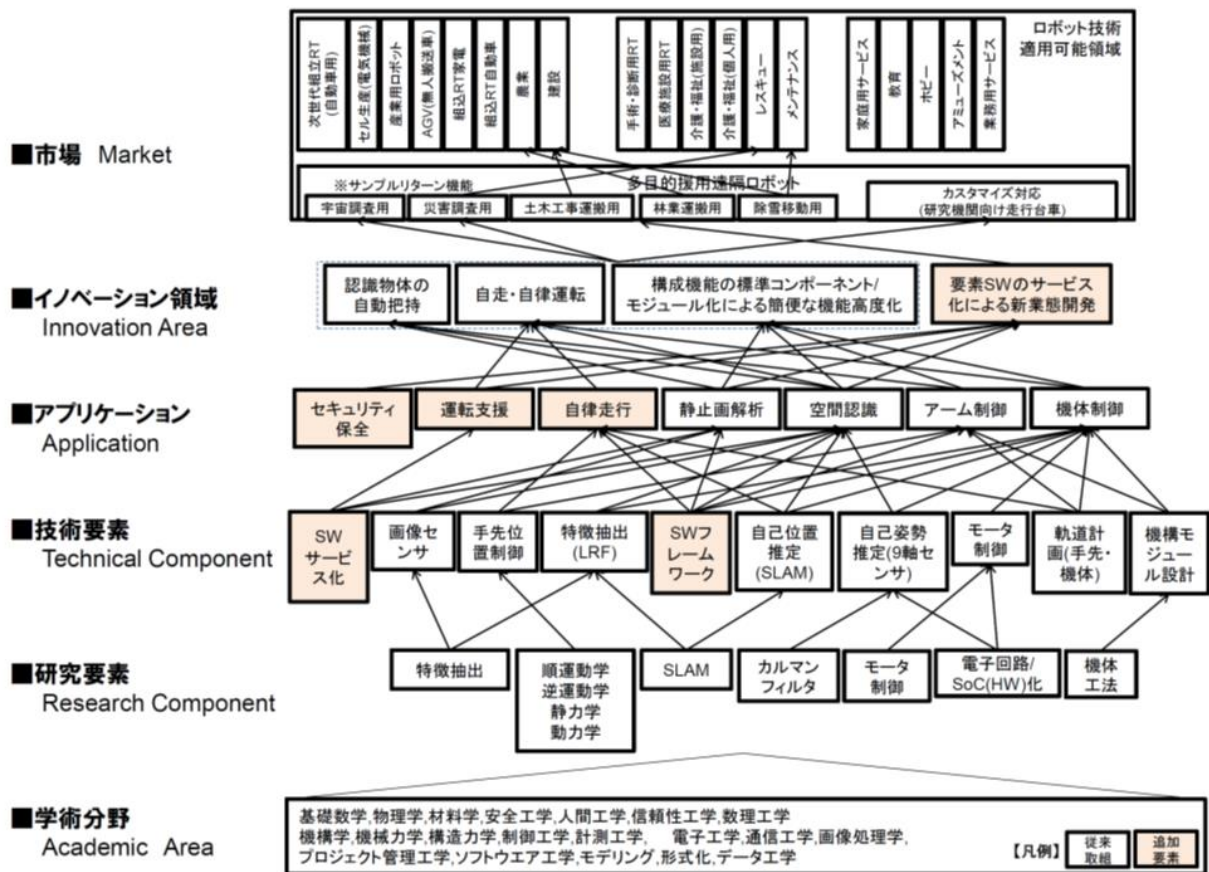 ロボット技術
適用可能領域
次世代組立RT
(自動車用)
セル生産(電気機械)
産業用ロボット
AGV(無人搬送車)
組込RT家電
組込RT自動車
農業
建設
手術・診断用RT
医療施設用RT
介護・福祉(施設用)
介護・福祉(個人用)
レスキュー
メンテナンス
家庭用サービス
教育
ホビー
アミューズメント
業務用サービス
■市場 Market
※サンプルリターン機能
多目的援用遠隔ロボット
宇宙調査用
災害調査用
土木工事運搬用
林業運搬用
除雪移動用
カスタマイズ対応
(研究機関向け走行台車)
■イノベーション領域
Innovation Area
認識物体の
自動把持
自走・自律運転
構成機能の標準コンポーネント/
モジュール化による簡便な機能高度化
要素SWのサービス
化による新業態開発
■アプリケーション
Application
セキュリティ
保全
運転支援
自律走行
静止画解析
空間認識
アーム制御
機体制御
■技術要素
Technical Component
SW
サービ
ス化
画像セ
ンサ
手先位
置制御
特徴抽出
(LRF)
SWフ
レーム
ワーク
自己位置
推定
(SLAM)
自己姿勢
推定(9軸セ
ンサ)
モータ
制御
軌道計
画(手先・
機体)
機構モ
ジュー
ル設計
■研究要素
Research Component
特徴抽出
順運動学
逆運動学
静力学
動力学
SLAM
カルマン
フィルタ
モータ
制御
電子回路/
SoC(HW)化
機体
工法
■学術分野
Academic Area
基礎数学,物理学,材料学,安全工学,人間工学,信頼性工学,数理工学
機構学,機械力学,構造力学,制御工学,計測工学, 電子工学,通信工学,画像処理学,
プロジェクト管理工学,ソフトウエア工学,モデリング,形式化,データ工学
【凡例】
従来
取組
追加
要素